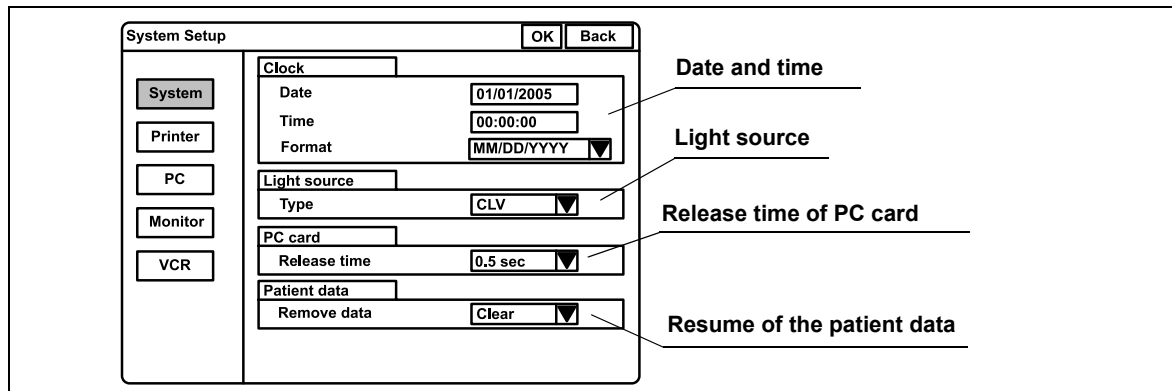 System Setup OK Back
System
Printer
PC
Monitor
VCR
Clock
Date 01/01/2005
Time 00:00:00
Format MM/DD/YYYY
Light source
Type CLV
PC card
Release time 0.5 sec
Patient data
Remove data Clear
Date and time
Light source
Release time of PC card
Resume of the patient data